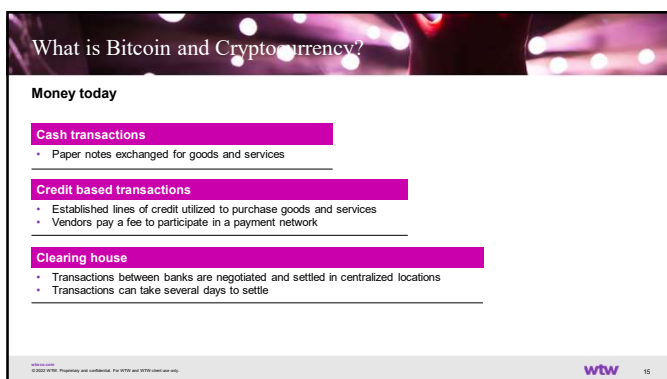 What is Bitcoin and Cryptocurrency?
Money today
Cash transactions
• Paper notes exchanged for goods and services
Credit based transactions
• Established lines of credit utilized to purchase goods and services
• Vendors pay a fee to participate in a payment network
Clearing house
• Transactions between banks are negotiated and settled in centralized locations
• Transactions can take several days to settle
wtwco.com
© 2022 WTW. Proprietary and confidential. For WTW and WTW client use only.
wtw
15